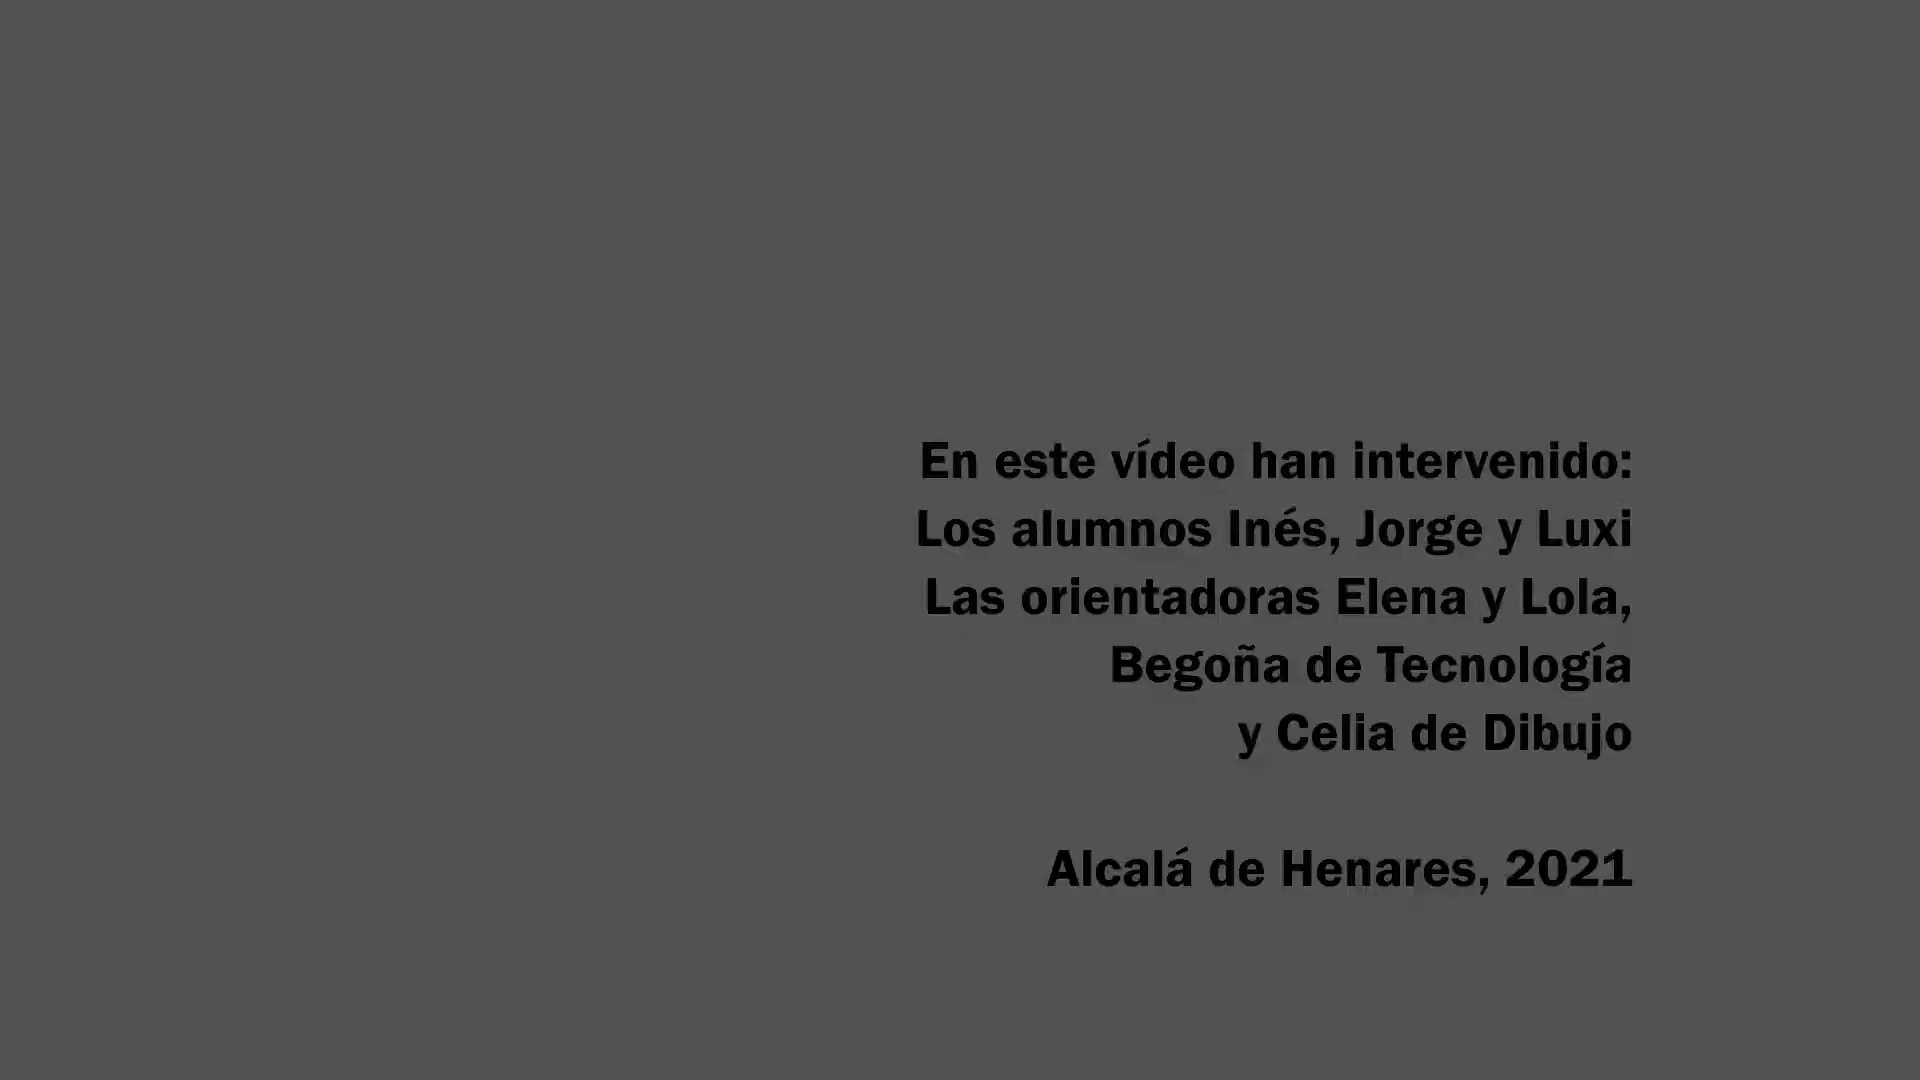 En este vídeo han intervenido:
Los alumnos Inés, Jorge y Luxi
Las orientadoras Elena y Lola,
Begoña de Tecnología
y Celia de Dibujo
Alcalá de Henares, 2021